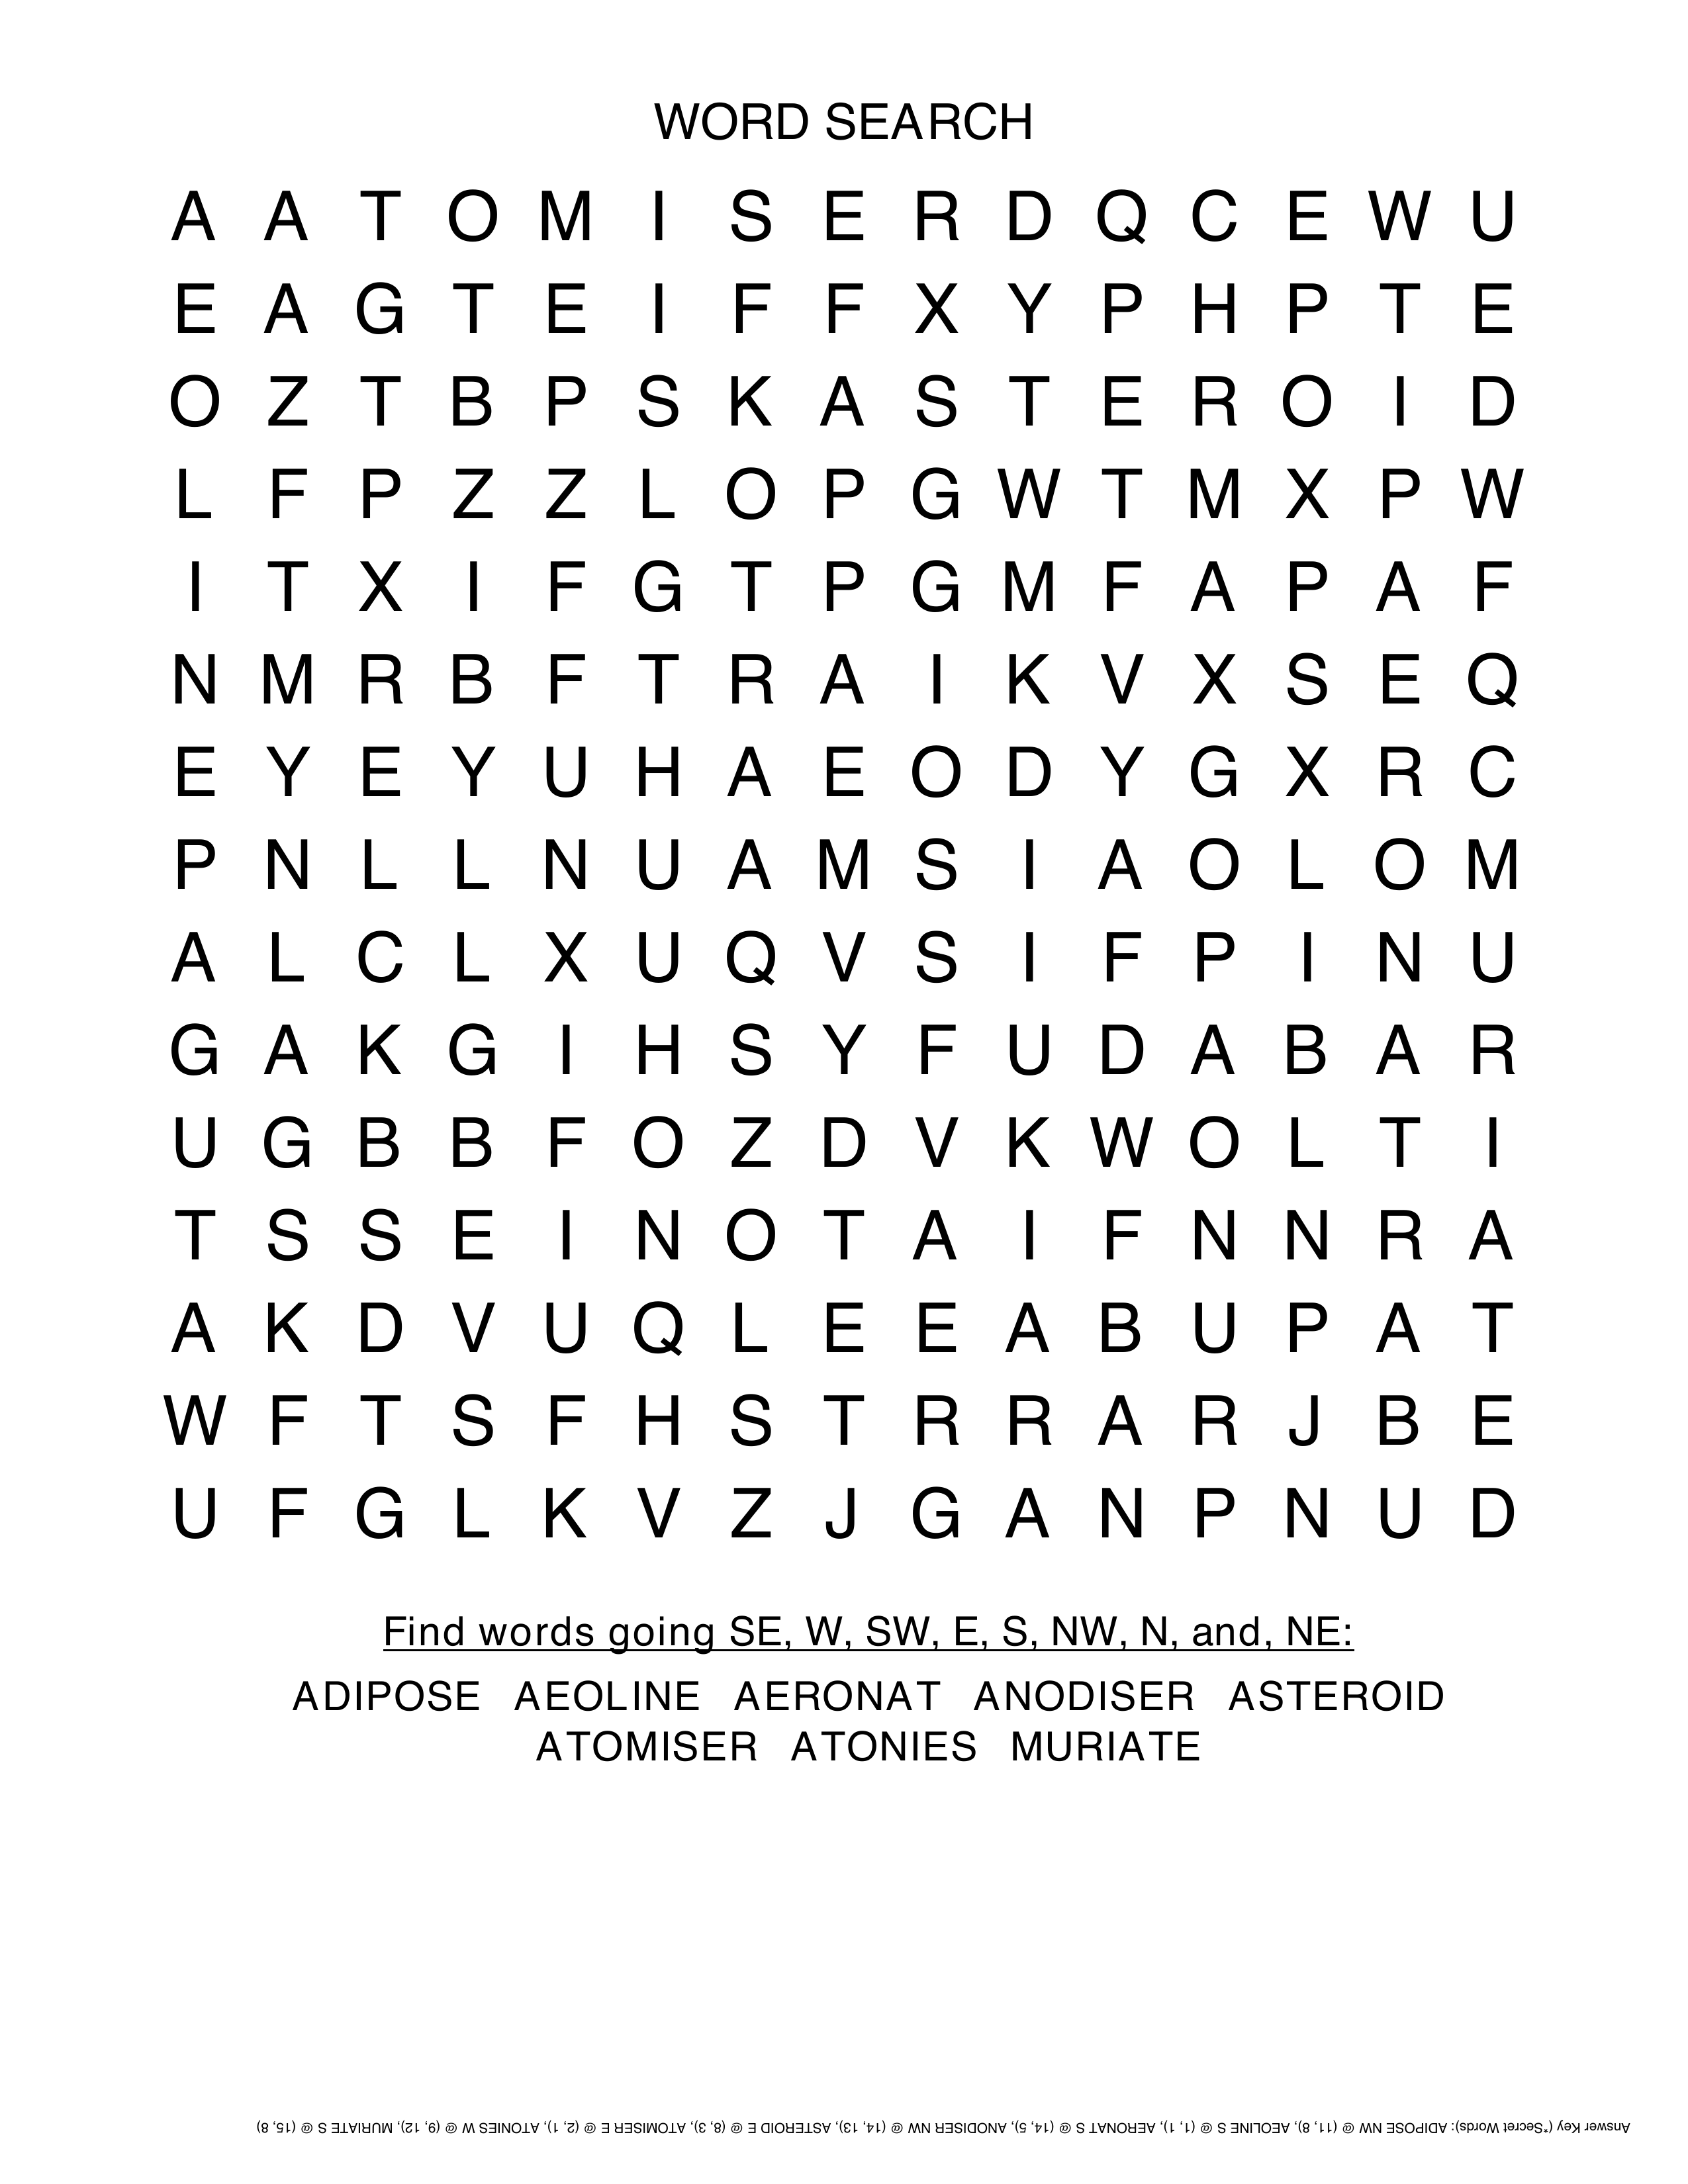 WORD SEARCH
A A T O M I S E R D Q C E W U
E A G T E I F F X Y P H P T E
O Z T B P S K A S T E R O I D
L F P Z Z L O P G W T M X P W
I T X I F G T P G M F A P A F
N M R B F T R A I K V X S E Q
E Y E Y U H A E O D Y G X R C
P N L L N U A M S I A O L O M
A L C L X U Q V S I F P I N U
G A K G I H S Y F U D A B A R
U G B B F O Z D V K W O L T I
T S S E I N O T A I F N N R A
A K D V U Q L E E A B U P A T
W F T S F H S T R R A R J B E
U F G L K V Z J G A N P N U D
Find words going SE, W, SW, E, S, NW, N, and, NE:
ADIPOSE AEOLINE AERONAT ANODISER ASTEROID
ATOMISER ATONIES MURIATE
Answer Key (*Secret Words): ADIPOSE NW @ (11, 8), AEOLINE S @ (1, 1), AERONAT S @ (14, 5), ANODISER NW @ (14, 13), ASTEROID E @ (8, 3), ATOMISER E @ (2, 1), ATONIES W @ (9, 12), MURIATE S @ (15, 8)